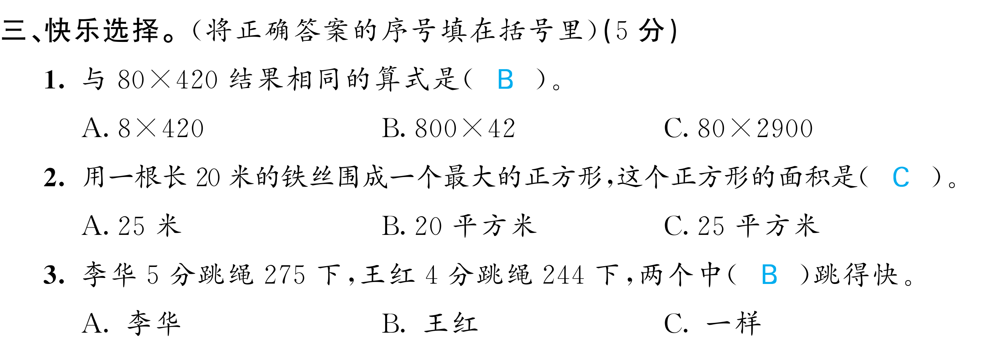 三、快乐选择。(将正确答案的序号填在括号里)(5 分)
1. 与 80×420 结果相同的算式是( B )。
A. 8×420 B. 800×42 C. 80×2900
2. 用一根长 20 米的铁丝围成一个最大的正方形,这个正方形的面积是( C )。
A. 25 米 B. 20 平方米 C. 25 平方米
3. 李华 5 分跳绳 275 下,王红 4 分跳绳 244 下,两个中( B )跳得快。
A. 李华 B. 王红 C. 一样